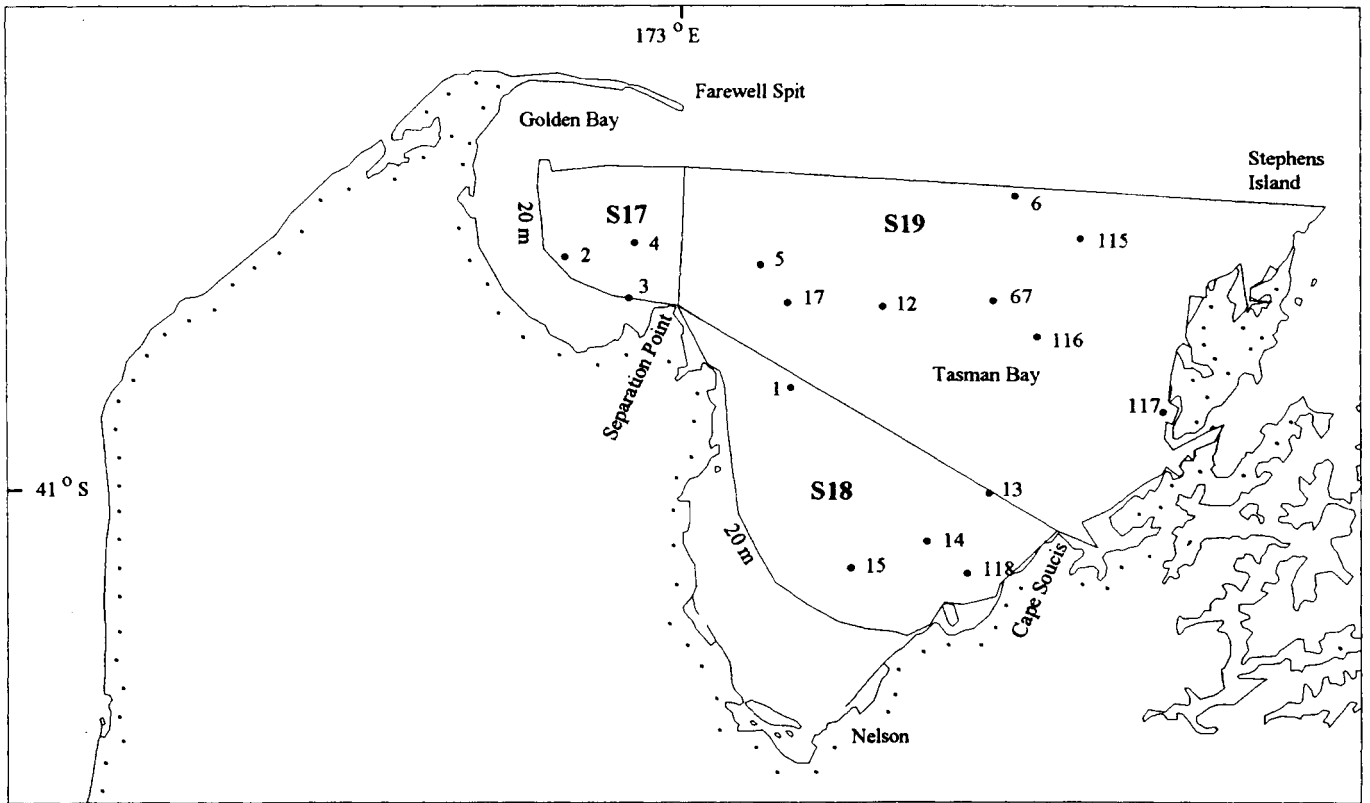 173 ° E
Farewell Spit
Golden Bay
Stephens
Island
S17
S19
20 m
2
4
3
5
17
12
6
115
67
116
Separation Point
1
Tasman Bay
117
41 ° S
S18
13
20 m
14
15
118
Cape Soucis
Nelson